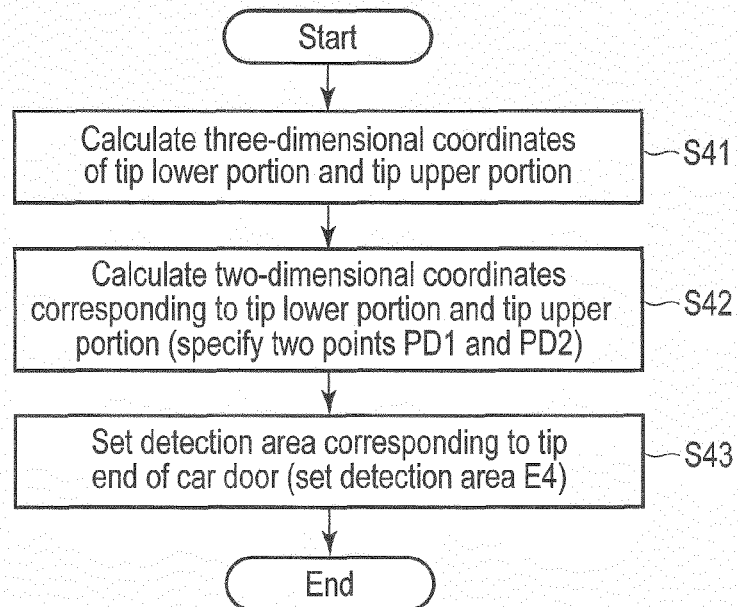 Start
Calculate three-dimensional coordinates
of tip lower portion and tip upper portion
S41
Calculate two-dimensional coordinates
corresponding to tip lower portion and tip upper
portion (specify two points PD1 and PD2)
S42
Set detection area corresponding to tip
end of car door (set detection area E4)
S43
End